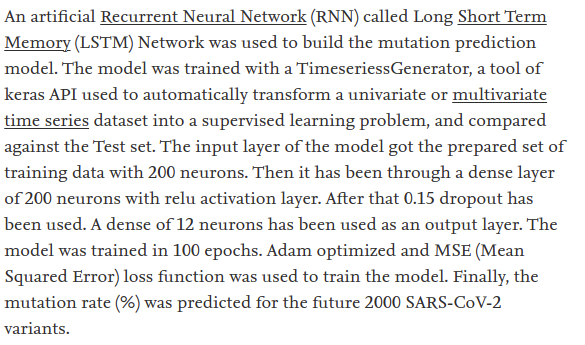 An artificial Recurrent Neural Network (RNN) called Long Short Term
Memory (LSTM) Network was used to build the mutation prediction
model. The model was trained with a TimeseriessGenerator, a tool of
keras API used to automatically transform a univariate or multivariate
time series dataset into a supervised learning problem, and compared
against the Test set. The input layer of the model got the prepared set of
training data with 200 neurons. Then it has been through a dense layer
of 200 neurons with relu activation layer. After that 0.15 dropout has
been used. A dense of 12 neurons has been used as an output layer. The
model was trained in 100 epochs. Adam optimized and MSE (Mean
Squared Error) loss function was used to train the model. Finally, the
mutation rate (%) was predicted for the future 2000 SARS-CoV-2
variants.